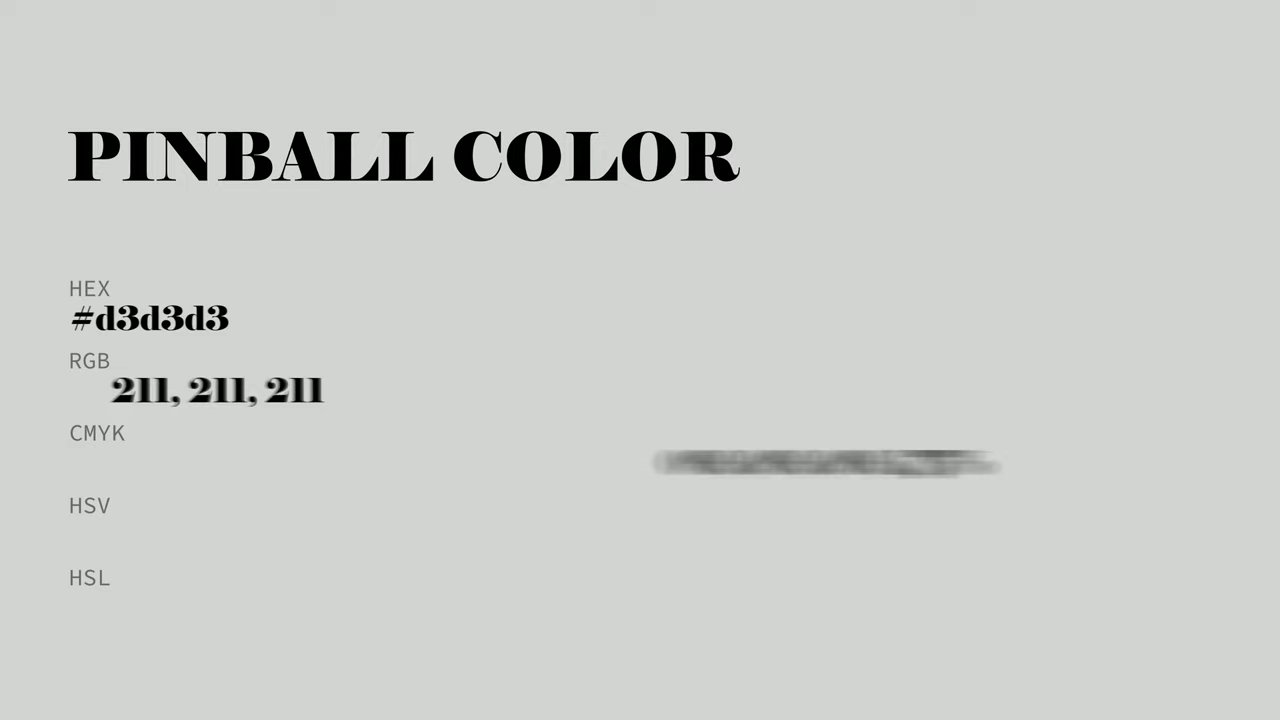 PINBALL COLOR
HEX
#d3d3d3
RGB
211, 211, 211
CMYK
HSV
HSL